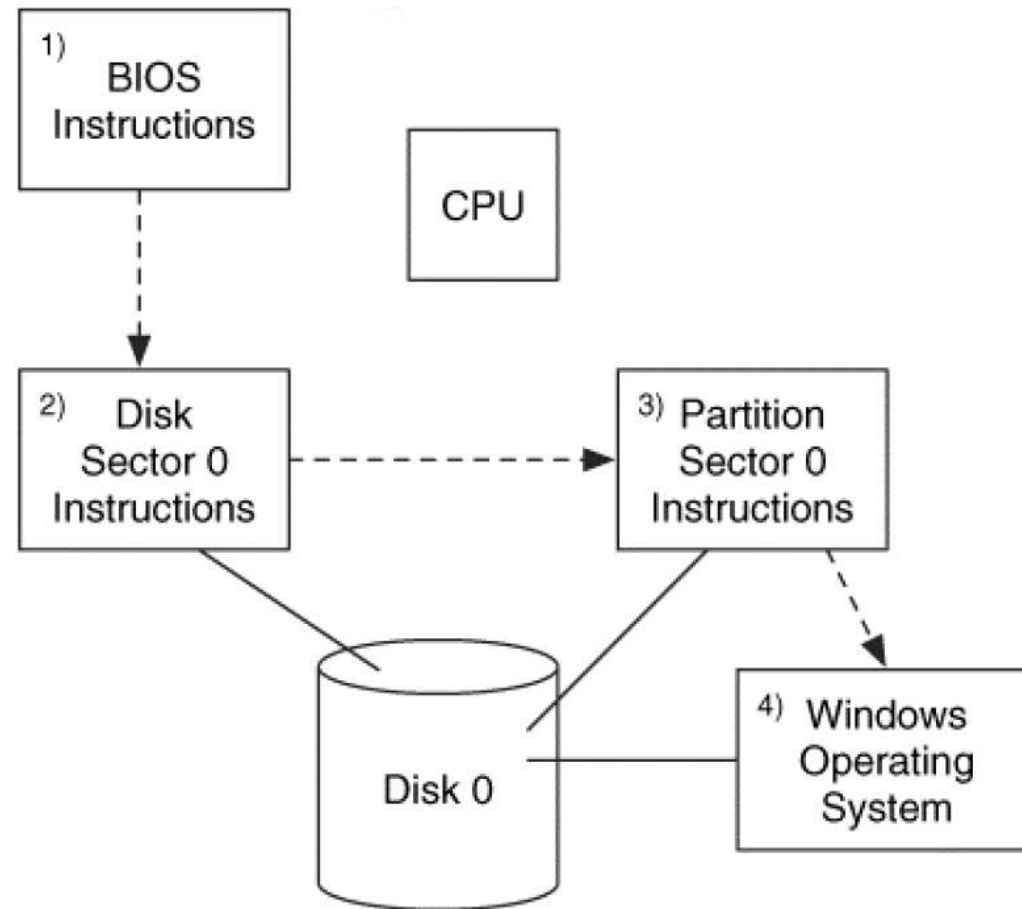 1)
BIOS
Instructions
CPU
2) Disk
Sector 0
Instructions
3) Partition
Sector 0
Instructions
Disk 0
4) Windows
Operating
System